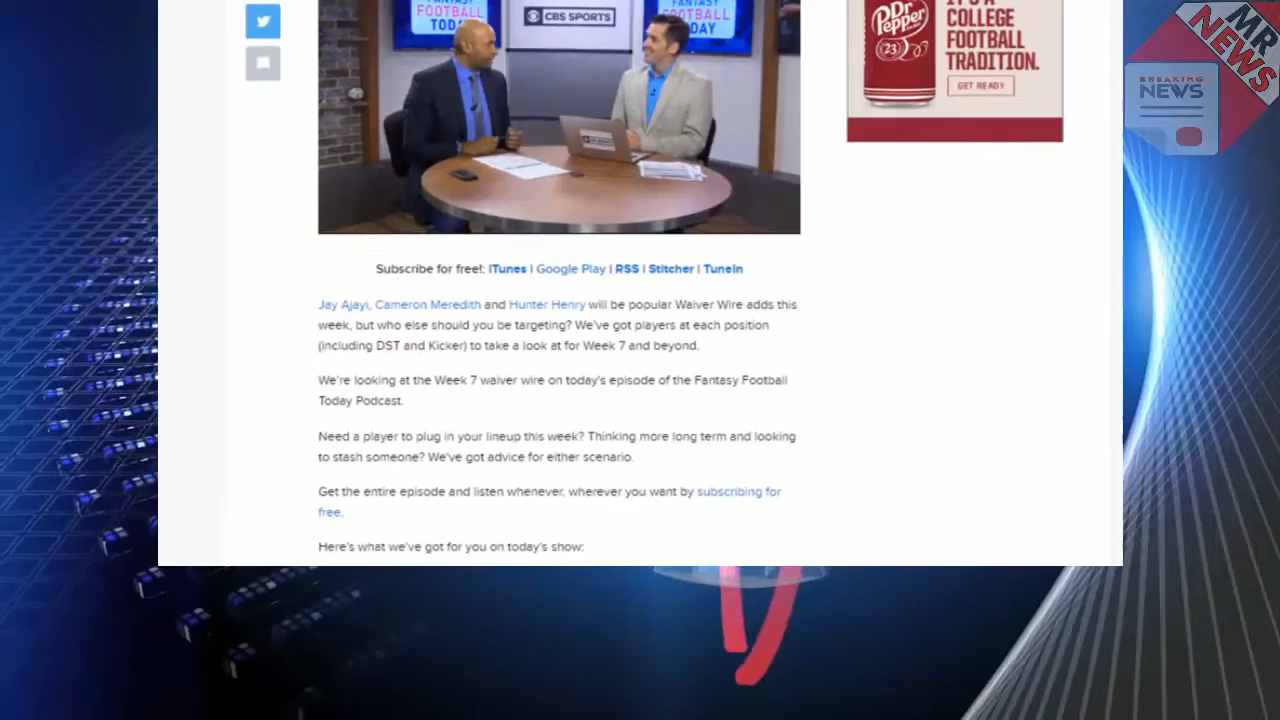 FANTASY
FOOTBALL
TODAY
CBS SPORTS
FANTASY
FOOTBALL
TODAY
Dr Pepper
23
IT'S A
COLLEGE
FOOTBALL
TRADITION.
GET READY
MR
NEWS
BREAKING
NEWS
CBS SPORTS
Subscribe for free!: iTunes | Google Play | RSS | Stitcher | TuneIn
Jay Ajayi, Cameron Meredith and Hunter Henry will be popular Waiver Wire adds this
week, but who else should you be targeting? We've got players at each position
(including DST and Kicker) to take a look at for Week 7 and beyond.
We're looking at the Week 7 waiver wire on today's episode of the Fantasy Football
Today Podcast.
Need a player to plug in your lineup this week? Thinking more long term and looking
to stash someone? We've got advice for either scenario.
Get the entire episode and listen whenever, wherever you want by subscribing for
free.
Here's what we've got for you on today's show: